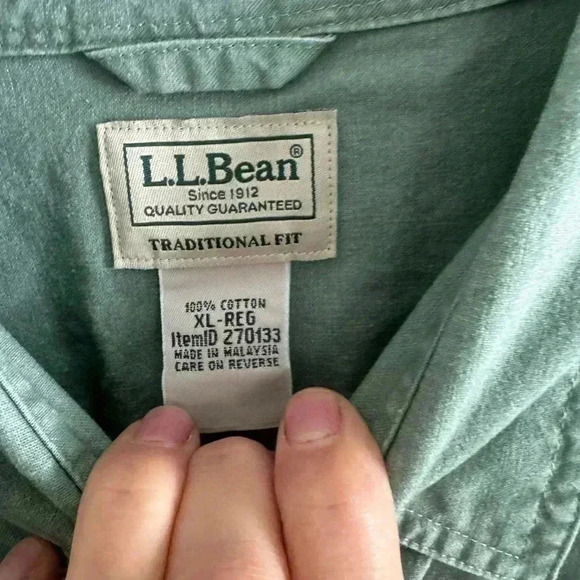 L.L.Bean®
Since 1912
QUALITY GUARANTEED
TRADITIONAL FIT
100% COTTON
XL-REG
ItemID 270133
MADE IN MALAYSIA
CARE ON REVERSE